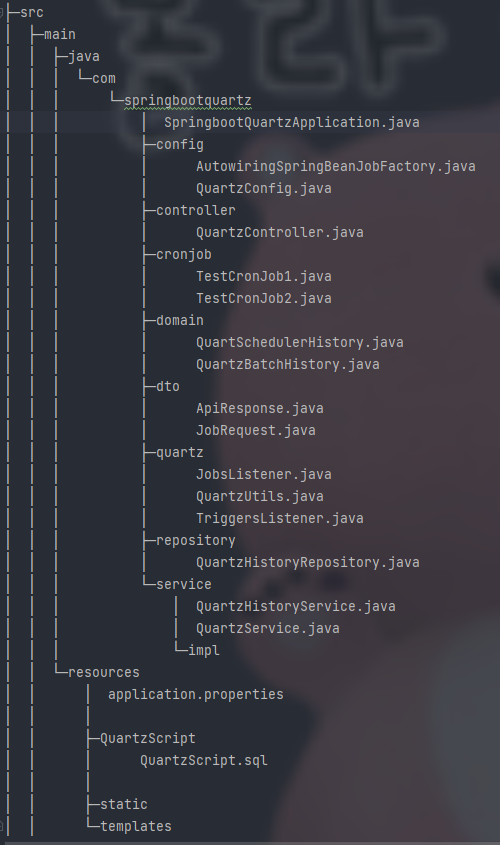 ├─src
│  ├─main
│  │  ├─java
│  │  │  └─com
│  │  │      └─springbootquartz
│  │  │          │  SpringbootQuartzApplication.java
│  │  │          ├─config
│  │  │          │      AutowiringSpringBeanJobFactory.java
│  │  │          │      QuartzConfig.java
│  │  │          ├─controller
│  │  │          │      QuartzController.java
│  │  │          ├─cronjob
│  │  │          │      TestCronJob1.java
│  │  │          │      TestCronJob2.java
│  │  │          ├─domain
│  │  │          │      QuartSchedulerHistory.java
│  │  │          │      QuartzBatchHistory.java
│  │  │          ├─dto
│  │  │          │      ApiResponse.java
│  │  │          │      JobRequest.java
│  │  │          ├─quartz
│  │  │          │      JobsListener.java
│  │  │          │      QuartzUtils.java
│  │  │          │      TriggersListener.java
│  │  │          ├─repository
│  │  │          │      QuartzHistoryRepository.java
│  │  │          └─service
│  │  │              │  QuartzHistoryService.java
│  │  │              │  QuartzService.java
│  │  │              └─impl
│  │  └─resources
│  │      │  application.properties
│  │      │
│  │      ├─QuartzScript
│  │      │      QuartzScript.sql
│  │      │
│  │      ├─static
│  │      └─templates